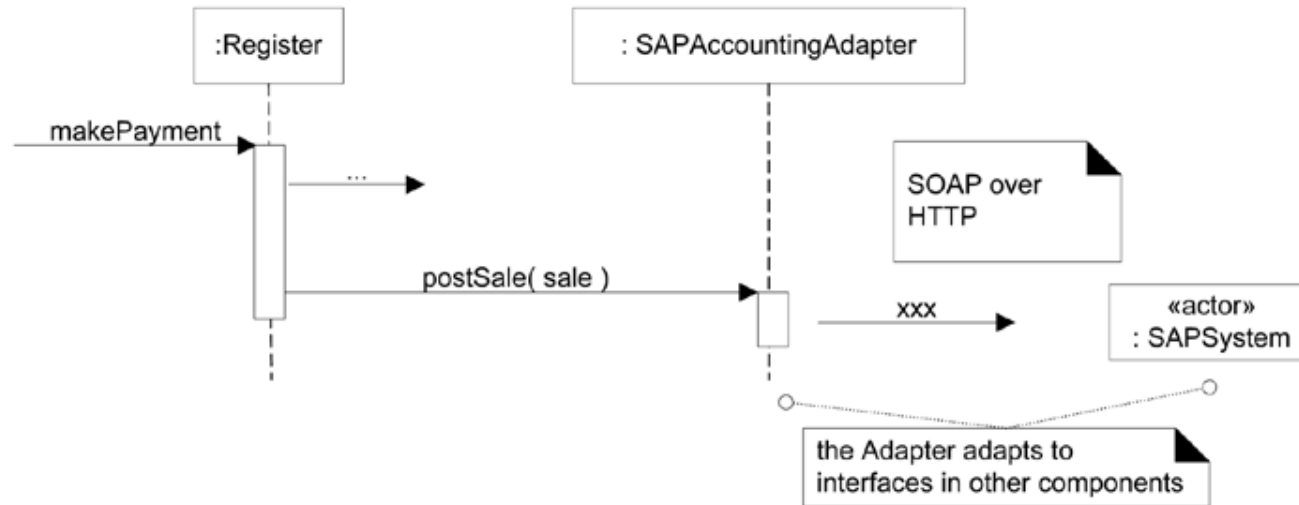 :Register
: SAPAccountingAdapter
makePayment
...
SOAP over
HTTP
postSale( sale )
xxx
«actor»
: SAPSystem
the Adapter adapts to
interfaces in other components